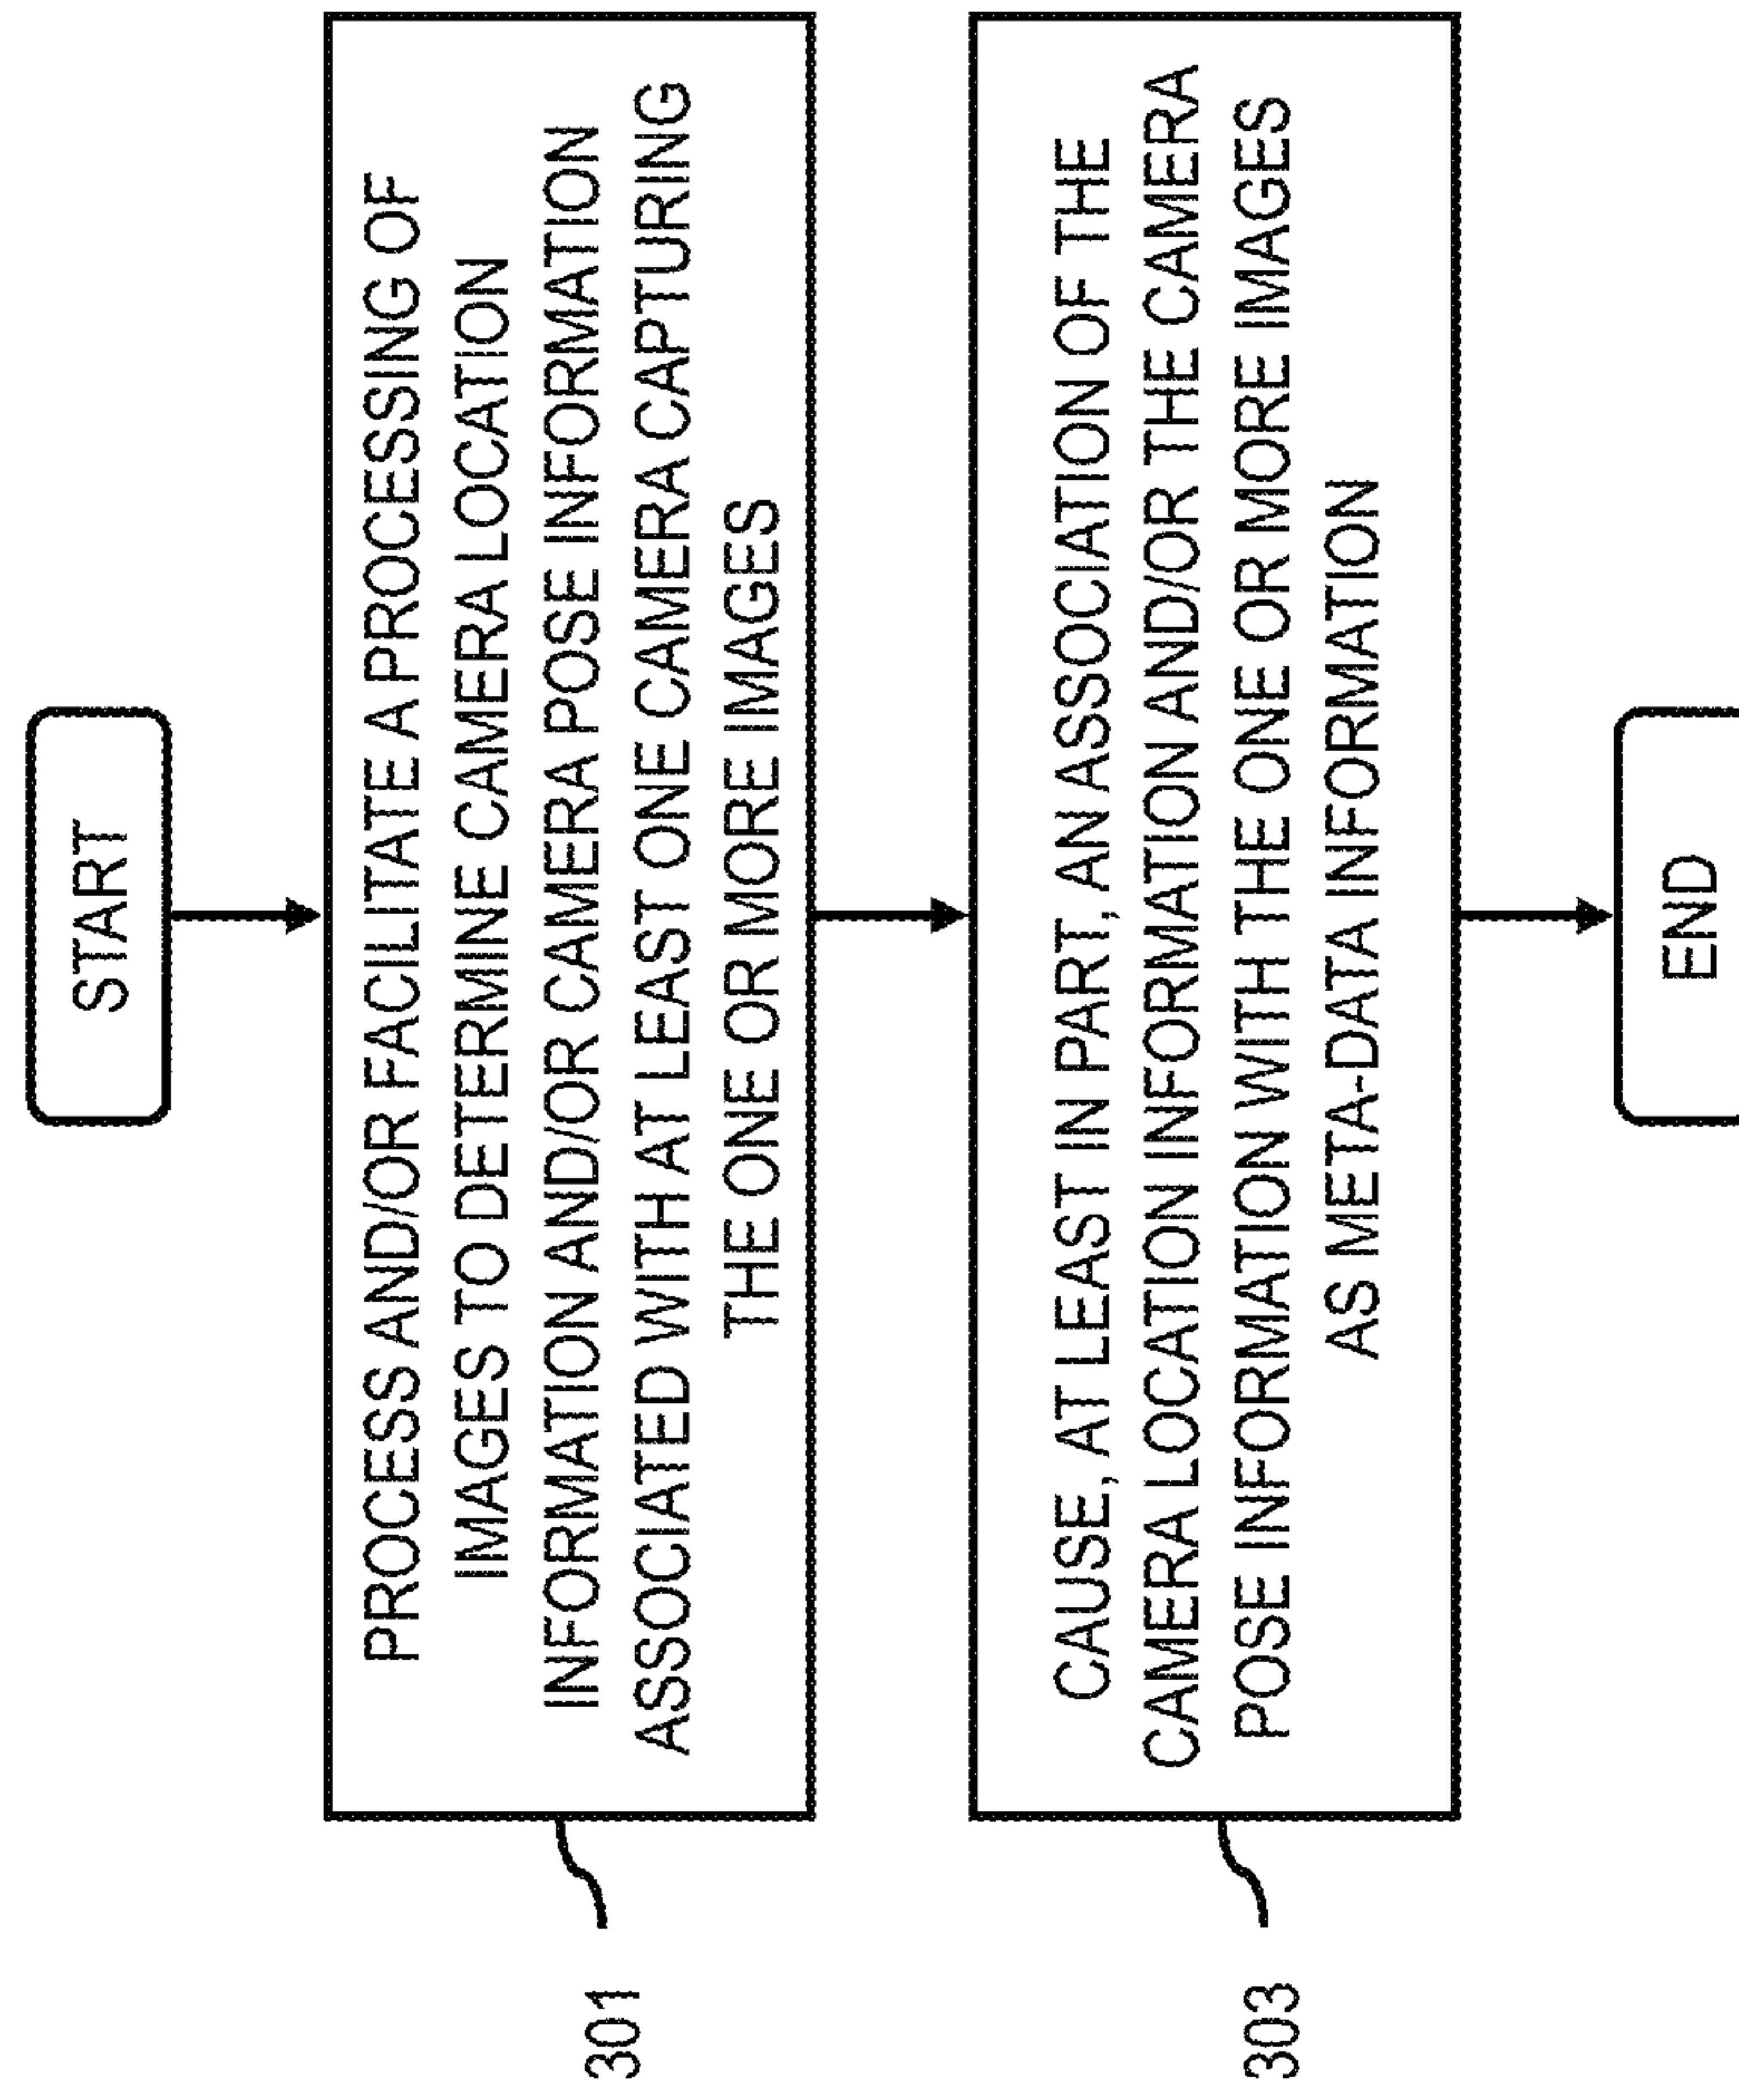 START
PROCESS AND/OR FACILITATE A PROCESSING OF
IMAGES TO DETERMINE CAMERA LOCATION
INFORMATION AND/OR CAMERA POSE INFORMATION
ASSOCIATED WITH AT LEAST ONE CAMERA CAPTURING
THE ONE OR MORE IMAGES
301
CAUSE, AT LEAST IN PART, AN ASSOCIATION OF THE
CAMERA LOCATION INFORMATION AND/OR THE CAMERA
POSE INFORMATION WITH THE ONE OR MORE IMAGES
AS META-DATA INFORMATION
303
END